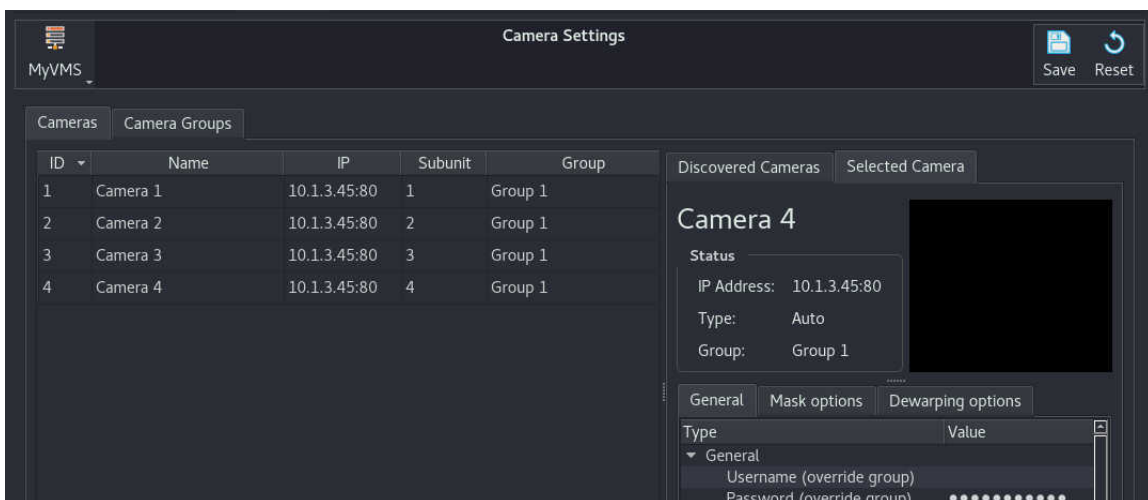 Camera Settings
MyVMS
Save Reset
Cameras Camera Groups
ID Name IP Subunit Group
1 Camera 1 10.1.3.45:80 1 Group 1
2 Camera 2 10.1.3.45:80 2 Group 1
3 Camera 3 10.1.3.45:80 3 Group 1
4 Camera 4 10.1.3.45:80 4 Group 1
Discovered Cameras Selected Camera
Camera 4
Status
IP Address: 10.1.3.45:80
Type: Auto
Group: Group 1
General Mask options Dewarping options
Type Value
General
Username (override group)
Password (override group) ●●●●●●●●●●●